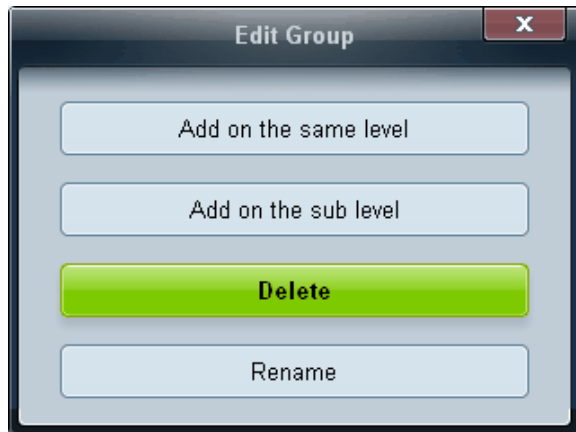 Edit Group
x
Add on the same level
Add on the sub level
Delete
Rename